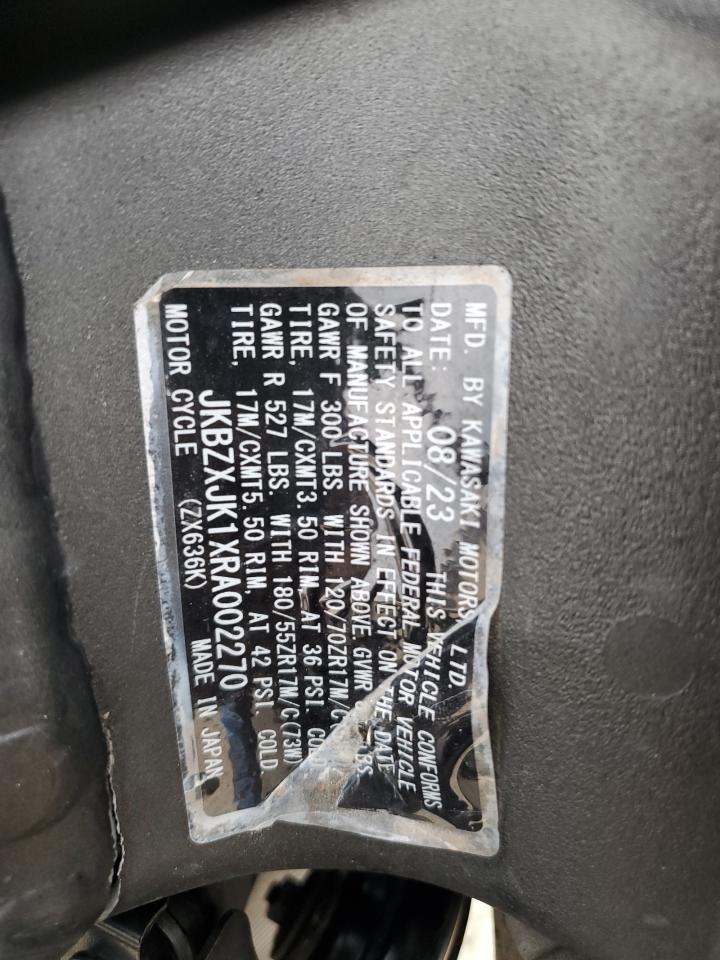 MFD. BY KAWASAKI MOTORS, LTD.
DATE: 08/23 THIS VEHICLE CONFORMS
TO ALL APPLICABLE FEDERAL MOTOR VEHICLE
SAFETY STANDARDS IN EFFECT ON THE DATE
OF MANUFACTURE SHOWN ABOVE. GVWR
GAWR F 300 LBS. WITH 120/70ZR17M/C
TIRE, 17M/CXMT3.50 RIM, AT 36 PSI.
GAWR R 527 LBS. WITH 180/55ZR17M/C(73W)
TIRE, 17M/CXMT5.50 RIM, AT 42 PSI. COLD
JKBZXJK1XRA002270
MOTOR CYCLE (ZX636K) MADE IN JAPAN